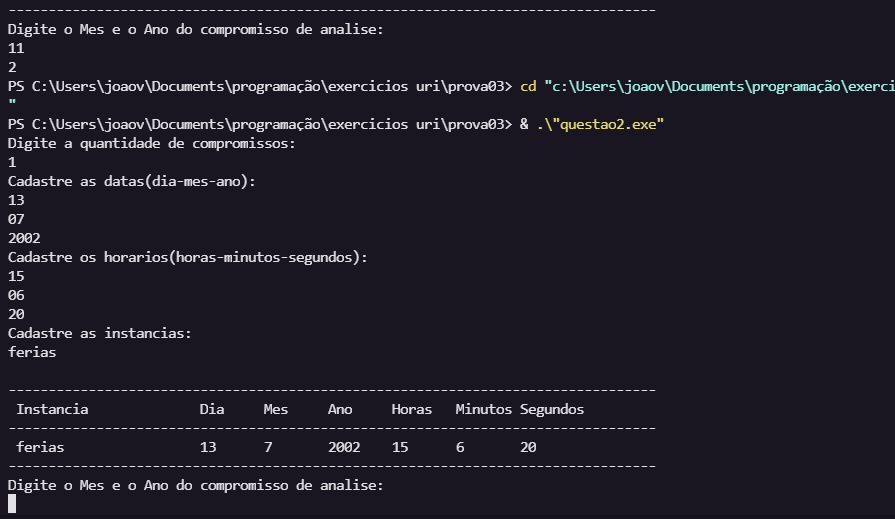 --------------------------------------------------------------------------------
Digite o Mes e o Ano do compromisso de analise:
11
2
PS C:\Users\joaov\Documents\programação\exercicios uri\prova03> cd "c:\Users\joaov\Documents\programação\exerci
"
PS C:\Users\joaov\Documents\programação\exercicios uri\prova03> & .\"questao2.exe"
Digite a quantidade de compromissos:
1
Cadastre as datas(dia-mes-ano):
13
07
2002
Cadastre os horarios(horas-minutos-segundos):
15
06
20
Cadastre as instancias:
ferias
--------------------------------------------------------------------------------
Instancia Dia Mes Ano Horas Minutos Segundos
--------------------------------------------------------------------------------
ferias 13 7 2002 15 6 20
--------------------------------------------------------------------------------
Digite o Mes e o Ano do compromisso de analise: